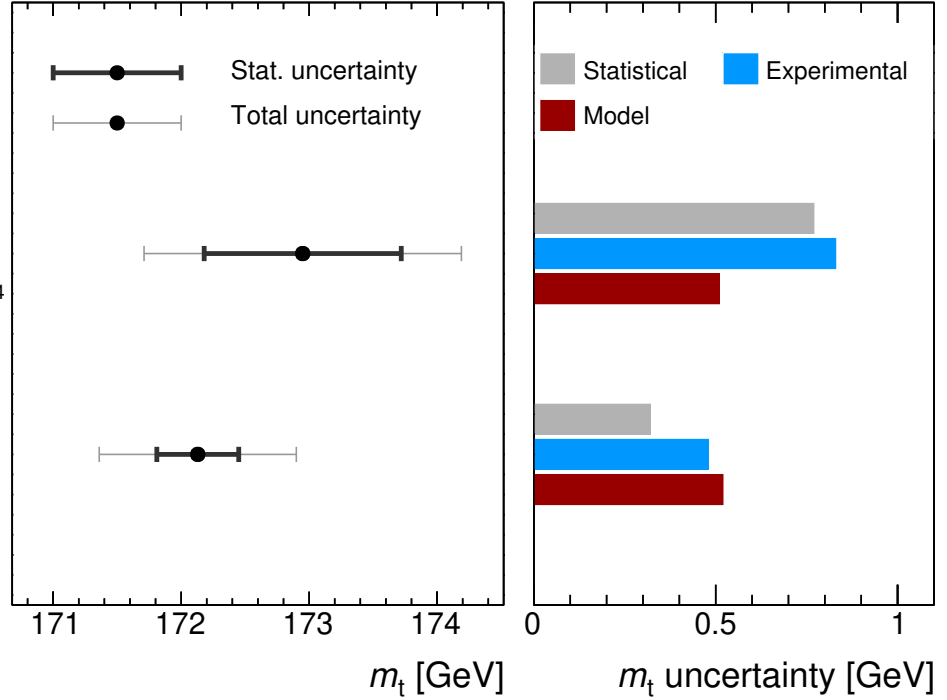 Stat. uncertainty
Total uncertainty
Statistical
Experimental
Model
4
171 172 173 174
0 0.5 1
mt [GeV]
mt uncertainty [GeV]